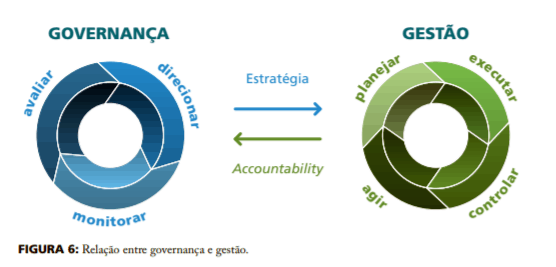 GOVERNANÇA
GESTÃO
avaliar
direcionar
monitorar
Estratégia
Accountability
planejar
executar
controlar
agir
FIGURA 6: Relação entre governança e gestão.